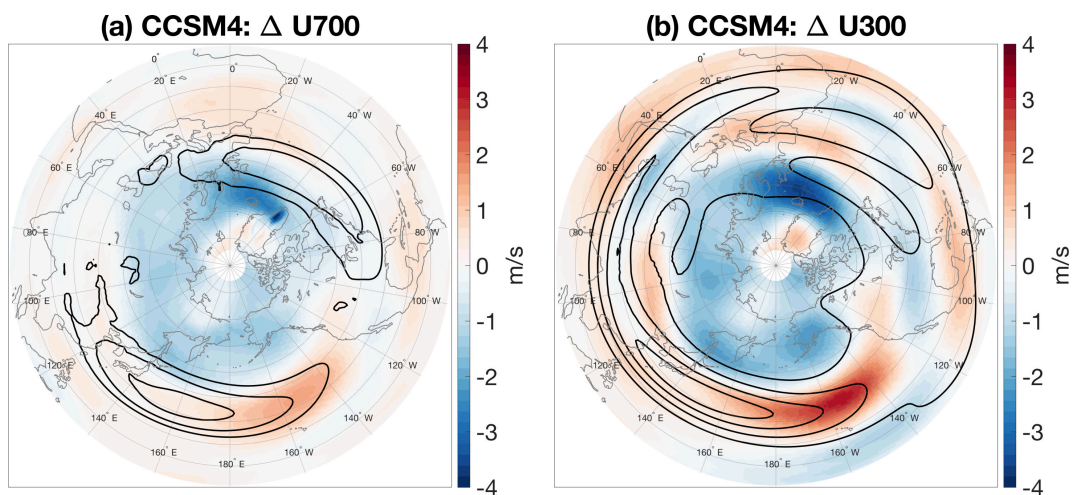 (a) CCSM4: Δ U700
(b) CCSM4: Δ U300
0°
20° E
0°
20° W
40° E
40° W
60° E
60° W
80° E
80° W
100° E
100° W
120° E
120° W
140° E
140° W
160° E
160° W
180° E
4
3
2
1
0
-1
-2
-3
-4
m/s
0°
20° E
0°
20° W
40° E
40° W
60° E
60° W
80° E
80° W
100° E
100° W
120° E
120° W
140° E
140° W
160° E
160° W
180° E
4
3
2
1
0
-1
-2
-3
-4
m/s